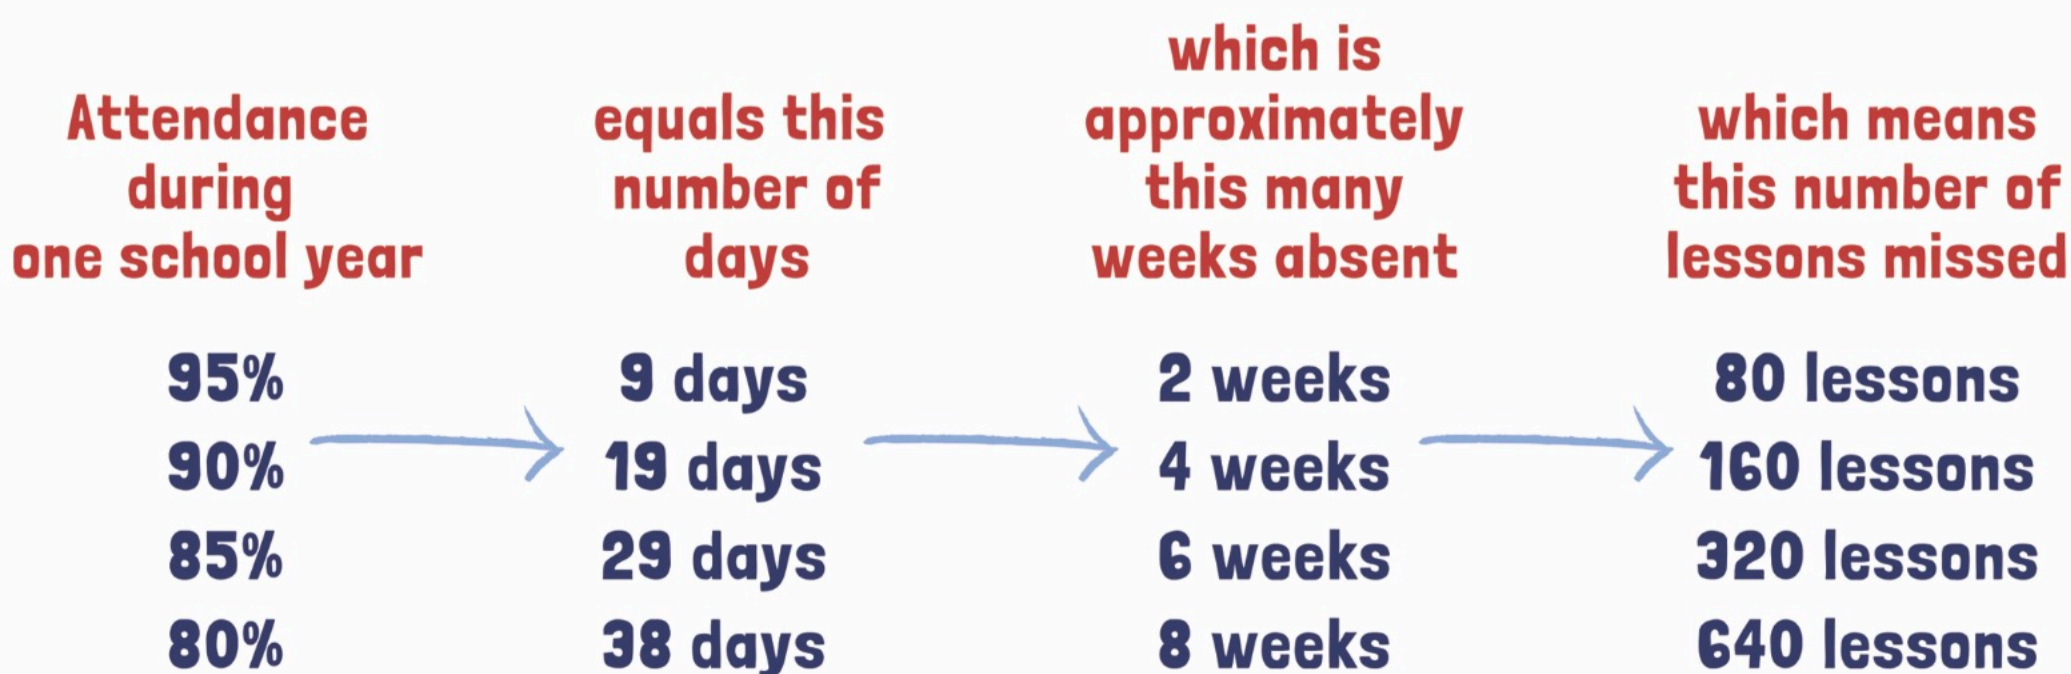 Attendance
during
one school year
equals this
number of
days
which is
approximately
this many
weeks absent
which means
this number of
lessons missed
95% 9 days 2 weeks 80 lessons
90% 19 days 4 weeks 160 lessons
85% 29 days 6 weeks 320 lessons
80% 38 days 8 weeks 640 lessons